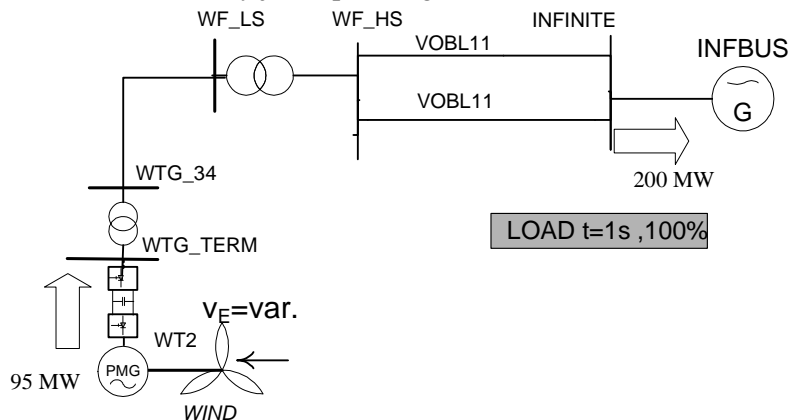 WF_LS
WF_HS
INFINITE
VOBL11
INFBUS
VOBL11
G
WTG_34
200 MW
LOAD t=1s ,100%
WTG_TERM
vE=var.
WT2
95 MW
PMG
WIND